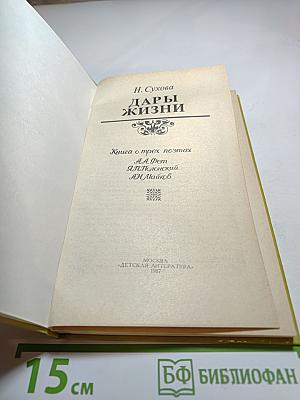 Н. Сухова
ДАРЫ
ЖИЗНИ
Книга о трех поэтах
А.А. Фет
Я.П. Полонский
А.Н. Майков
МОСКВА
«ДЕТСКАЯ ЛИТЕРАТУРА»
1987
15 СМ
БФ БИБЛИОФАН